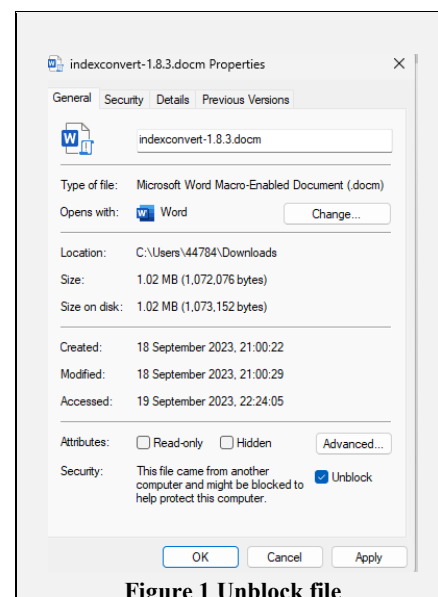 indexconvert-1.8.3.docm Properties
General Security Details Previous Versions
indexconvert-1.8.3.docm
Type of file: Microsoft Word Macro-Enabled Document (.docm)
Opens with: Word Change...
Location: C:\Users\44784\Downloads
Size: 1.02 MB (1,072,076 bytes)
Size on disk: 1.02 MB (1,073,152 bytes)
Created: 18 September 2023, 21:00:22
Modified: 18 September 2023, 21:00:29
Accessed: 19 September 2023, 22:24:05
Attributes: Read-only Hidden Advanced...
Security: This file came from another
computer and might be blocked to
help protect this computer.
Unblock
OK Cancel Apply
Figure 1 Unblock file